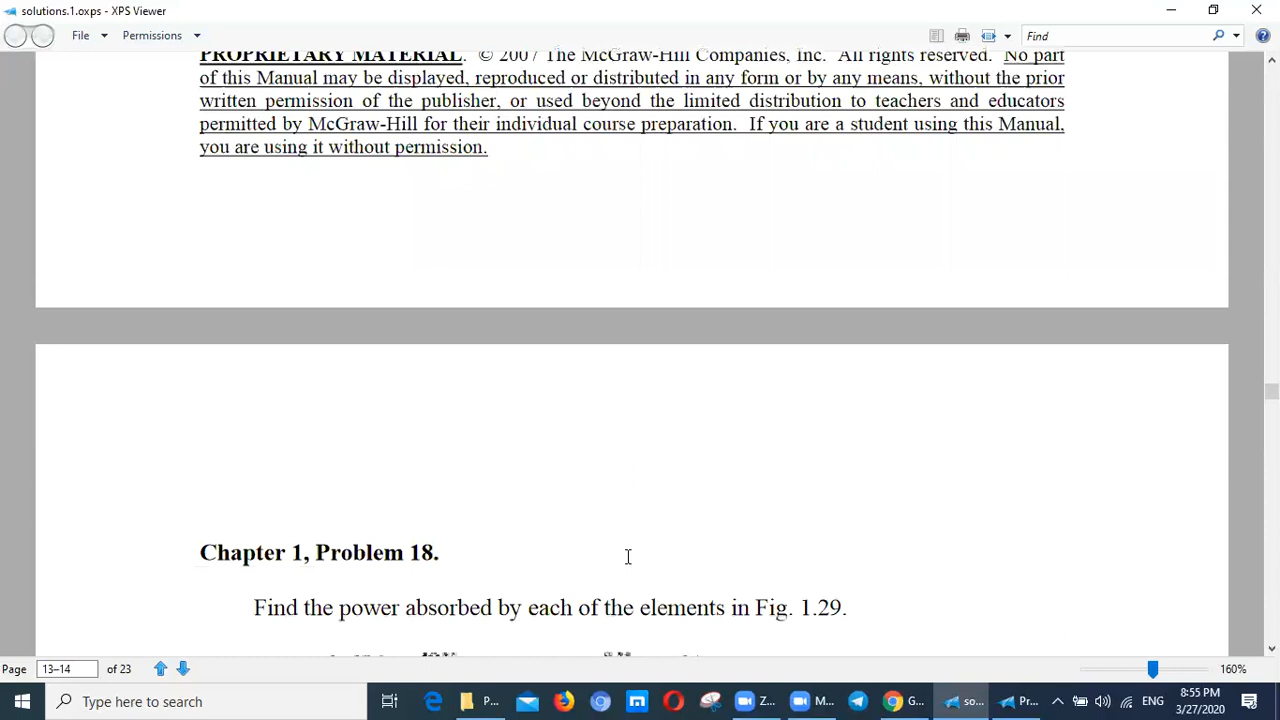 solutions.1.oxps - XPS Viewer
File
Permissions
Find
PROPRIETARY MATERIAL. © 2007 The McGraw-Hill Companies, Inc. All rights reserved. No part
of this Manual may be displayed, reproduced or distributed in any form or by any means, without the prior
written permission of the publisher, or used beyond the limited distribution to teachers and educators
permitted by McGraw-Hill for their individual course preparation. If you are a student using this Manual,
you are using it without permission.
Chapter 1, Problem 18.
Find the power absorbed by each of the elements in Fig. 1.29.
Page 13–14 of 23
160%
Type here to search
P...
Z...
M...
G...
so...
Pr...
ENG
8:55 PM
3/27/2020